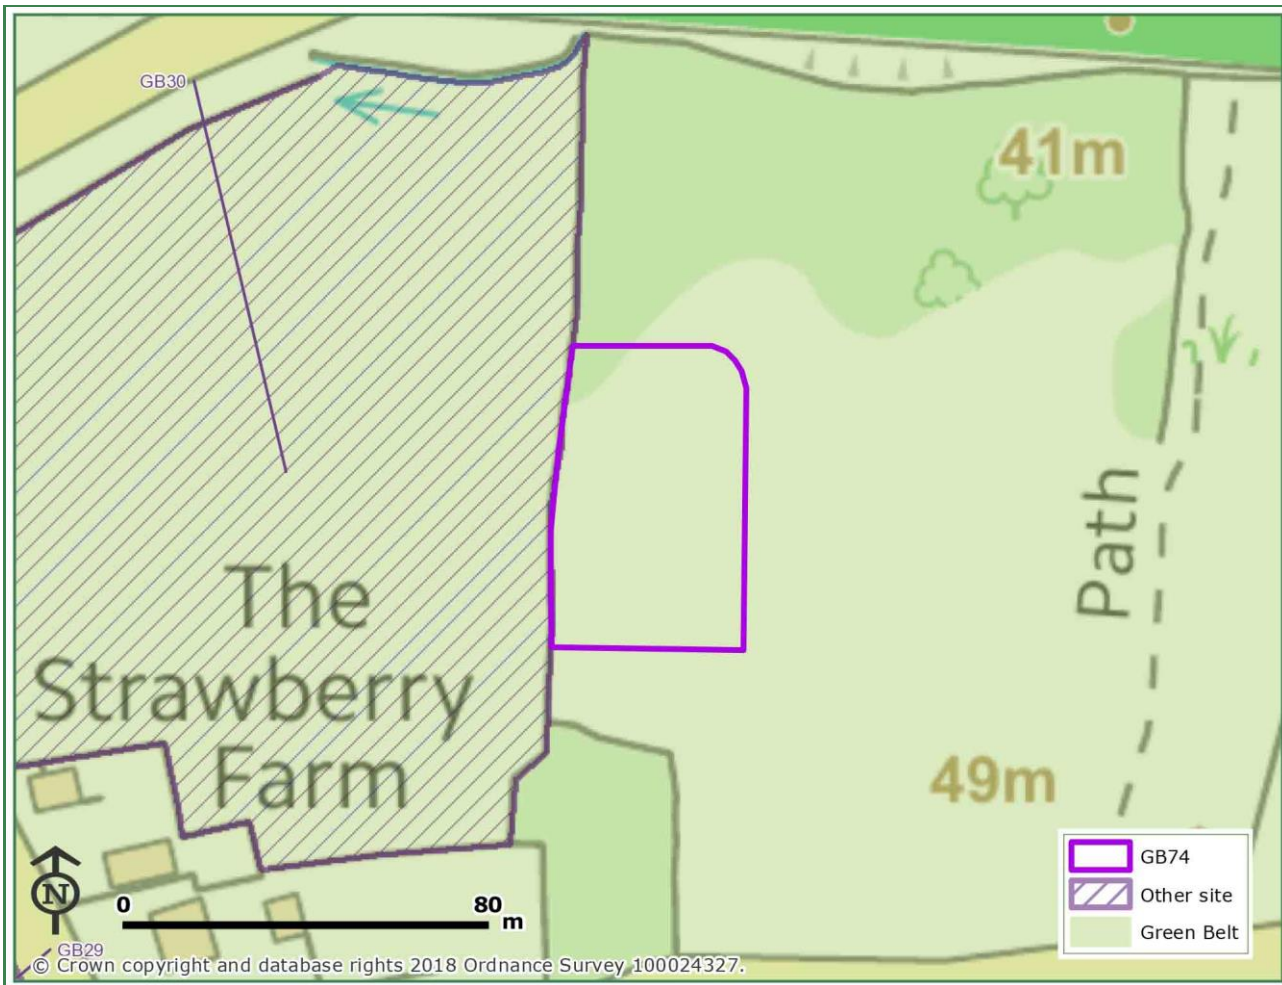 GB30
41m
Path
The
Strawberry
Farm
49m
GB74
Other site
Green Belt
N
0 80 m
GB29
© Crown copyright and database rights 2018 Ordnance Survey 100024327.